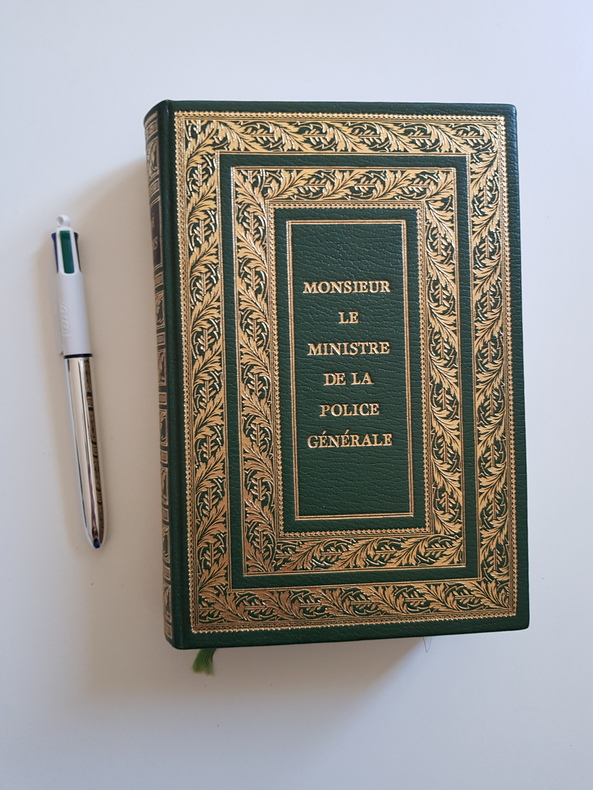 MONSIEUR
LE
MINISTRE
DE LA
POLICE
GÉNÉRALE